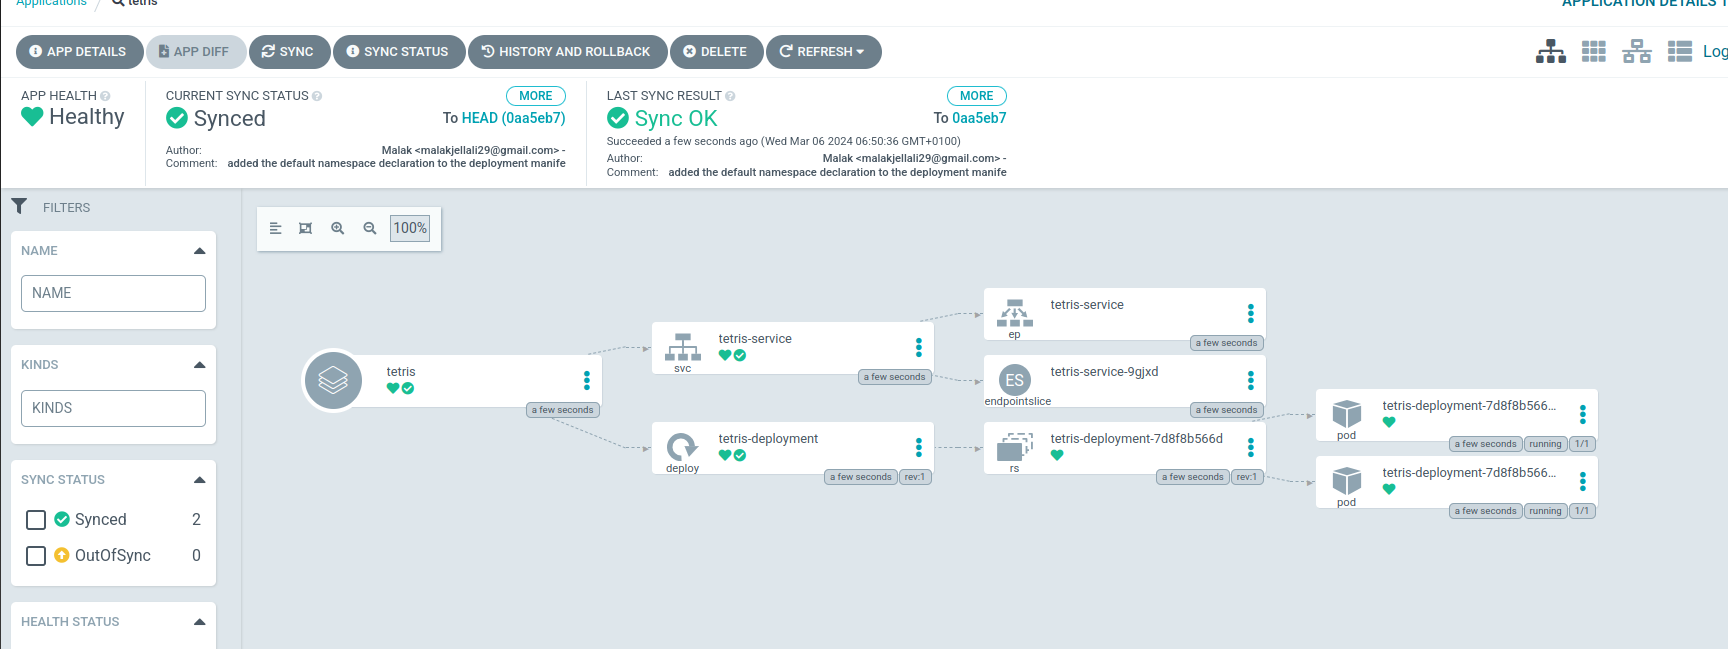 Applications / tetris
APPLICATION DETAILS
APP DETAILS APP DIFF SYNC SYNC STATUS HISTORY AND ROLLBACK DELETE REFRESH
Log
APP HEALTH
Healthy
CURRENT SYNC STATUS MORE
Synced To HEAD (0aa5eb7)
Author: Malak <malakjellali29@gmail.com> -
Comment: added the default namespace declaration to the deployment manife
LAST SYNC RESULT MORE
Sync OK To 0aa5eb7
Succeeded a few seconds ago (Wed Mar 06 2024 06:50:36 GMT+0100)
Author: Malak <malakjellali29@gmail.com> -
Comment: added the default namespace declaration to the deployment manife
FILTERS
NAME
NAME
KINDS
KINDS
SYNC STATUS
Synced 2
OutOfSync 0
HEALTH STATUS
100%
tetris
a few seconds
tetris-service
svc
a few seconds
tetris-deployment
deploy
a few seconds rev:1
tetris-service
ep
a few seconds
ES tetris-service-9gjxd
endpointslice
a few seconds
tetris-deployment-7d8f8b566d
rs
a few seconds rev:1
tetris-deployment-7d8f8b566...
pod
a few seconds running 1/1
tetris-deployment-7d8f8b566...
pod
a few seconds running 1/1